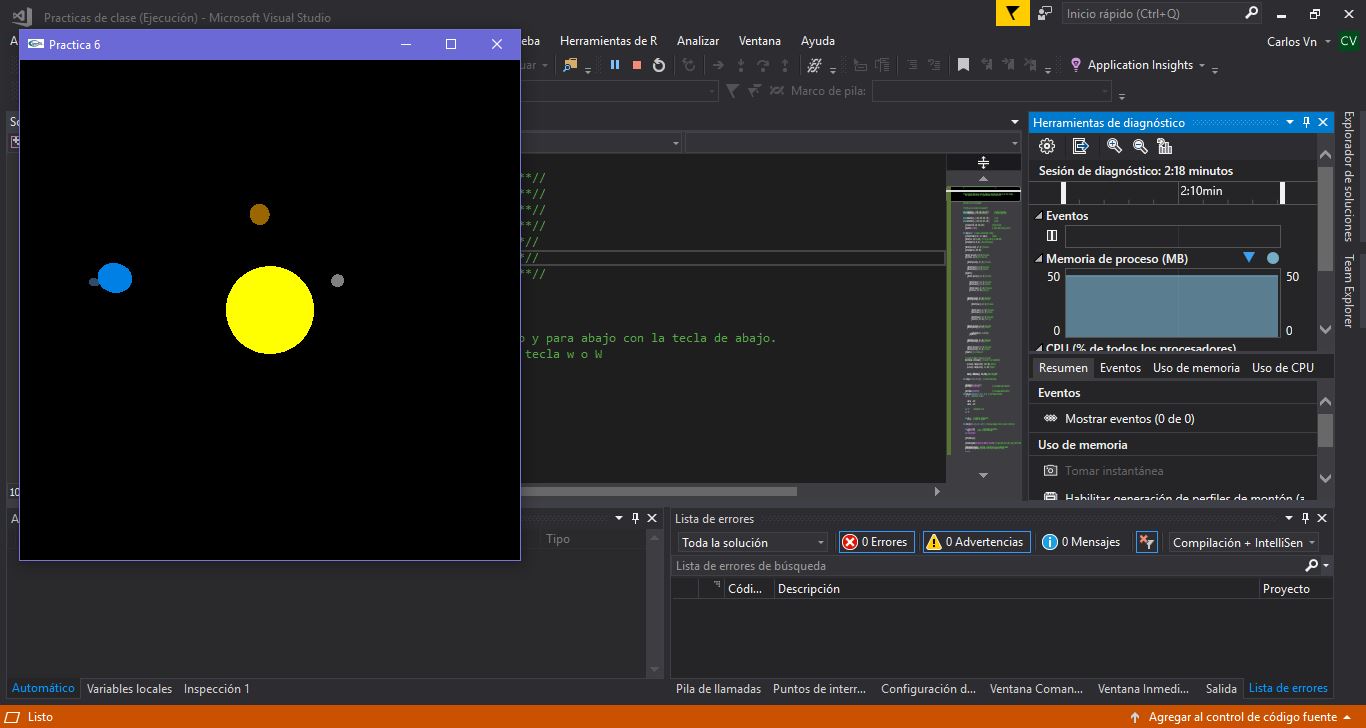 Practicas de clase (Ejecución) - Microsoft Visual Studio
Inicio rápido (Ctrl+Q)
Practica 6
A
eba
Herramientas de R
Analizar
Ventana
Ayuda
Carlos Vn
CV
uar
Application Insights
Marco de pila:
So
**//
**//
**//
**//
*//
*//
**//
o y para abajo con la tecla de abajo.
tecla w o W
10
Herramientas de diagnóstico
Sesión de diagnóstico: 2:18 minutos
2:10min
Eventos
Memoria de proceso (MB)
50
50
0
0
CPU (% de todos los procesadores)
Resumen
Eventos
Uso de memoria
Uso de CPU
Eventos
Mostrar eventos (0 de 0)
Uso de memoria
Tomar instantánea
Habilitar generación de perfiles de montón (a
Explorador de soluciones
Team Explorer
A
Tipo
Automático
Variables locales
Inspección 1
Lista de errores
Toda la solución
0 Errores
0 Advertencias
0 Mensajes
Compilación + IntelliSen
Lista de errores de búsqueda
Códi...
Descripción
Proyecto
Pila de llamadas
Puntos de interr...
Configuración d...
Ventana Coman...
Ventana Inmedi...
Salida
Lista de errores
Listo
Agregar al control de código fuente